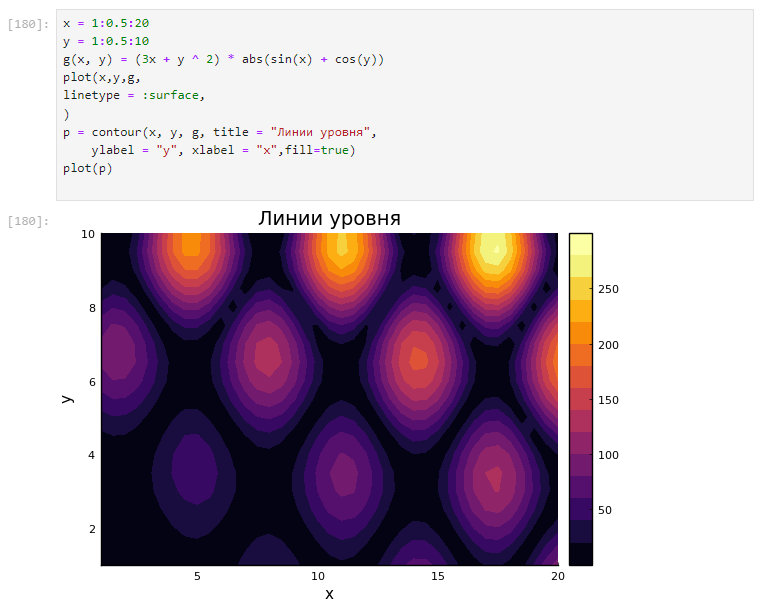 [180]:
x = 1:0.5:20
y = 1:0.5:10
g(x, y) = (3x + y ^ 2) * abs(sin(x) + cos(y))
plot(x,y,g,
linetype = :surface,
)
p = contour(x, y, g, title = "Линии уровня",
    ylabel = "y", xlabel = "x",fill=true)
plot(p)
[180]:
Линии уровня
10
8
6
4
2
y
5
10
15
20
x
250
200
150
100
50